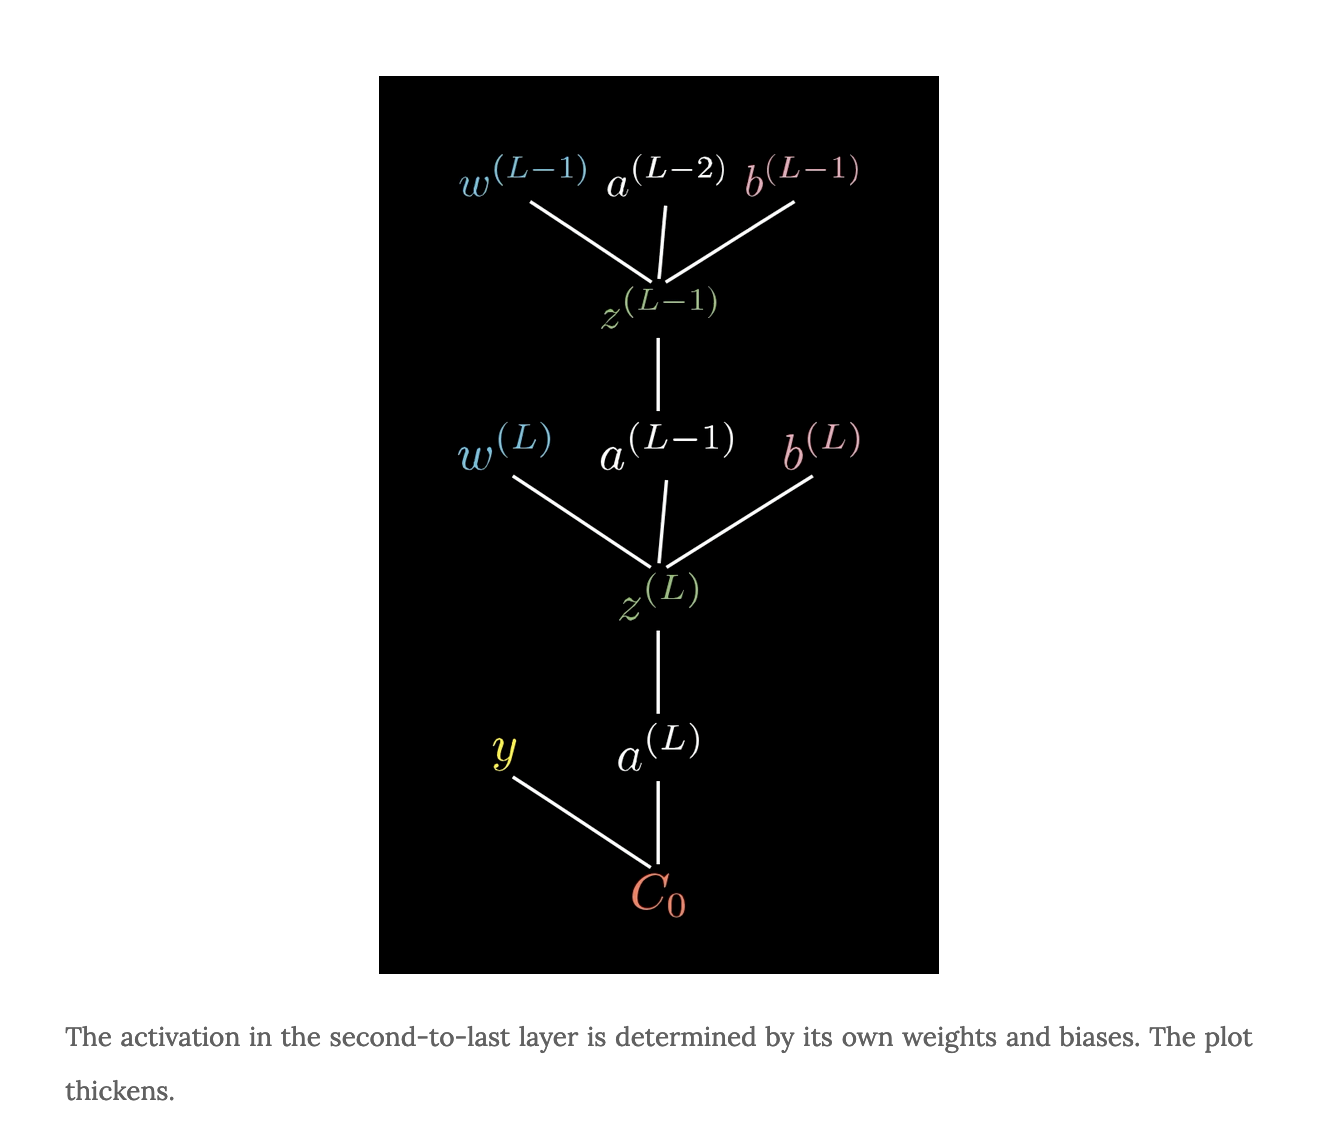 w^(L−1) a^(L−2) b^(L−1)
z^(L−1)
w^(L) a^(L−1) b^(L)
z^(L)
y a^(L)
C₀
The activation in the second-to-last layer is determined by its own weights and biases. The plot
thickens.